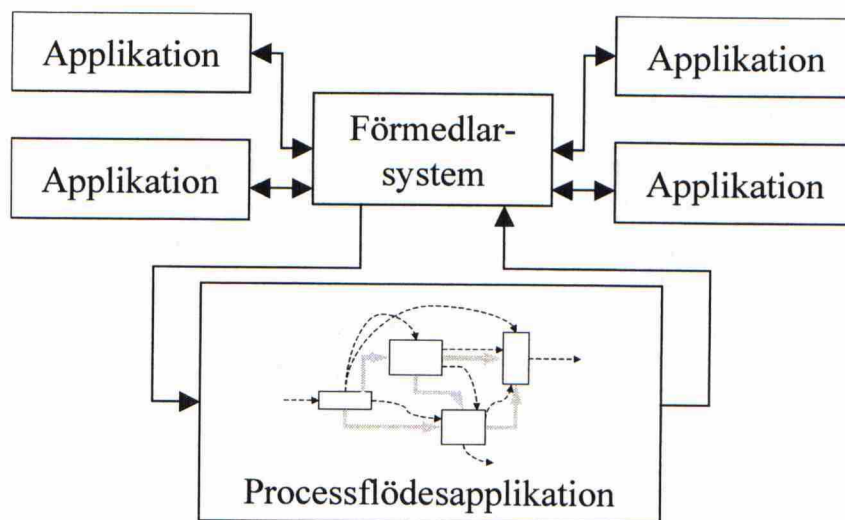 Applikation
Applikation
Förmedlar-
system
Applikation
Applikation
Processflödesapplikation